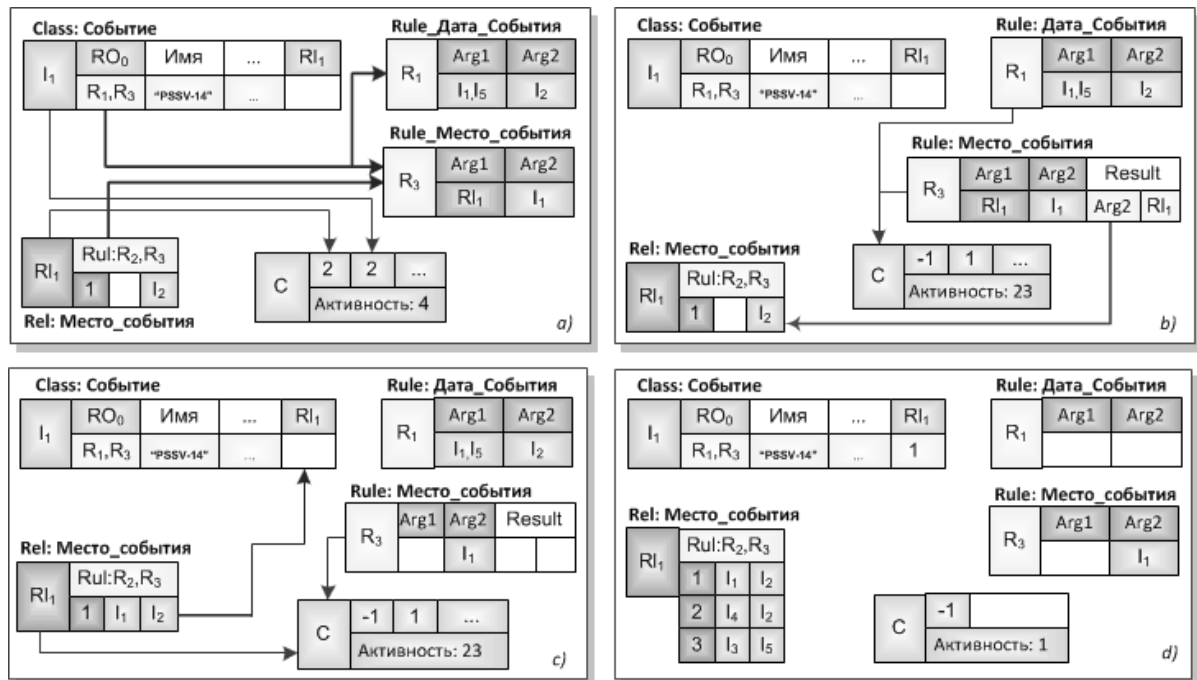 Class: Событие
I₁ RO₀ Имя ... RI₁
R₁,R₃ "PSSV-14" ...
Rule_Дата_События
R₁ Arg1 Arg2
I₁,I₅ I₂
Rule_Место_события
R₃ Arg1 Arg2
RI₁ I₁
RI₁ Rul:R₂,R₃
1 I₂
Rel: Место_события
C 2 2 ...
Активность: 4
a)
Class: Событие
I₁ RO₀ Имя ... RI₁
R₁,R₃ "PSSV-14" ...
Rule: Дата_События
R₁ Arg1 Arg2
I₁,I₅ I₂
Rule: Место_события
R₃ Arg1 Arg2 Result
RI₁ I₁ Arg2 RI₁
Rel: Место_события
RI₁ Rul:R₂,R₃
1 I₂
C -1 1 ...
Активность: 23
b)
Class: Событие
I₁ RO₀ Имя ... RI₁
R₁,R₃ "PSSV-14" ...
Rule: Дата_События
R₁ Arg1 Arg2
I₁,I₅ I₂
Rule: Место_события
R₃ Arg1 Arg2 Result
I₁
Rel: Место_события
RI₁ Rul:R₂,R₃
1 I₁ I₂
C -1 1 ...
Активность: 23
c)
Class: Событие
I₁ RO₀ Имя ... RI₁
R₁,R₃ "PSSV-14" ... 1
Rule: Дата_События
R₁ Arg1 Arg2
Rule: Место_события
R₃ Arg1 Arg2
I₁
Rel: Место_события
RI₁ Rul:R₂,R₃
1 I₁ I₂
2 I₄ I₂
3 I₃ I₅
C -1
Активность: 1
d)